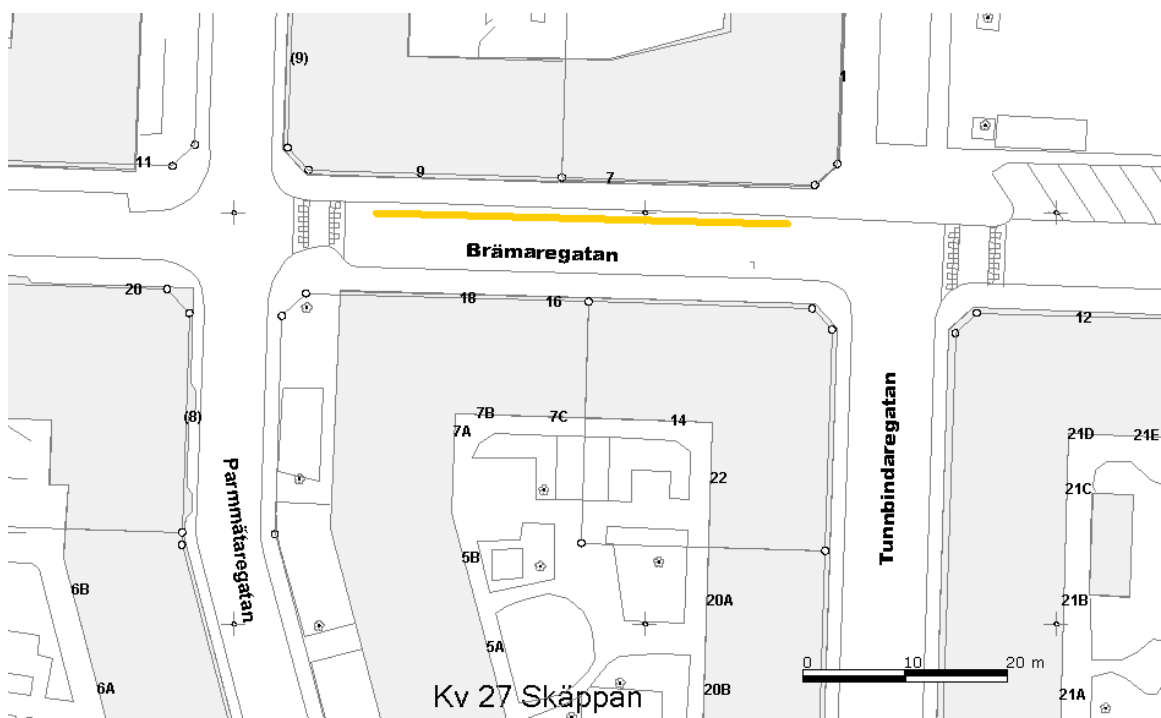 (9)
1
11
9
7
Brämaregatan
20
18
16
12
(8)
7B
7C
14
7A
21D
21E
Parmmätaregatan
Tunnbindaregatan
22
21C
5B
6B
20A
21B
5A
0
10
20 m
6A
20B
21A
Kv 27 Skäppan